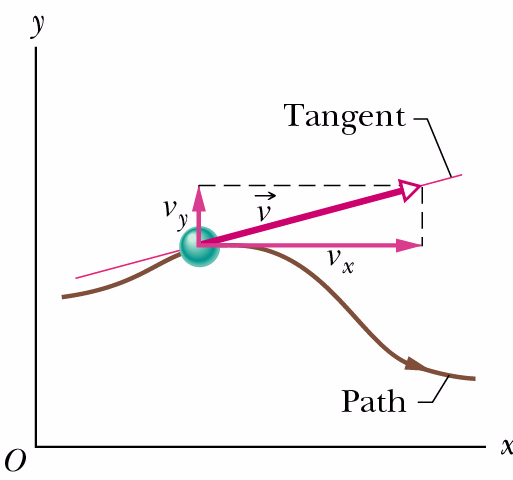 y
Tangent
v⃗
v_y
v_x
Path
O
x